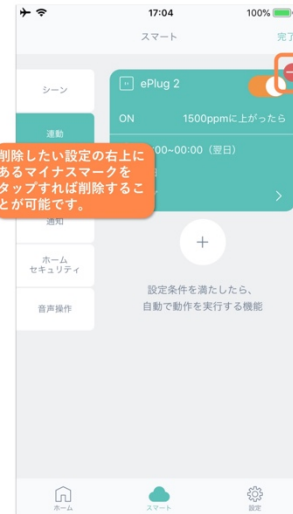 17:04
100%
スマート
完了
シーン
ePlug 2
連動
ON
1500ppmに上がったら
00~00:00（翌日）
削除したい設定の右上に
あるマイナスマークを
タップすれば削除するこ
とが可能です。
通知
ホーム
セキュリティ
音声操作
設定条件を満たしたら、
自動で動作を実行する機能
ホーム
スマート
設定